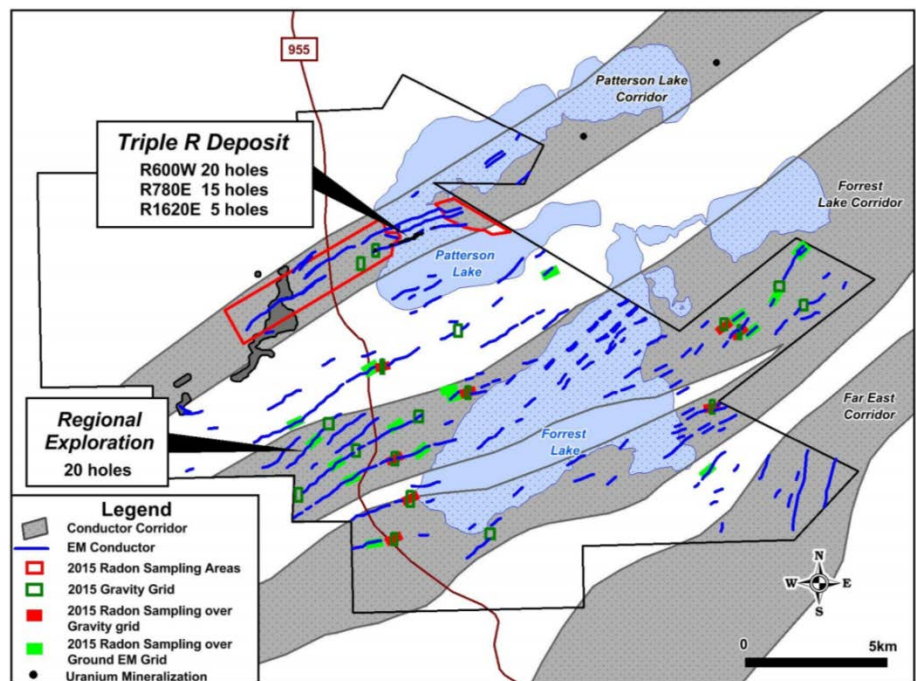 955
Patterson Lake
Corridor
Triple R Deposit
R600W 20 holes
R780E 15 holes
R1620E 5 holes
Forrest
Lake Corridor
Patterson
Lake
Regional
Exploration
20 holes
Far East
Corridor
Forrest
Lake
Legend
Conductor Corridor
EM Conductor
2015 Radon Sampling Areas
2015 Gravity Grid
2015 Radon Sampling over
Gravity grid
2015 Radon Sampling over
Ground EM Grid
Uranium Mineralization
N
W E
S
0 5km